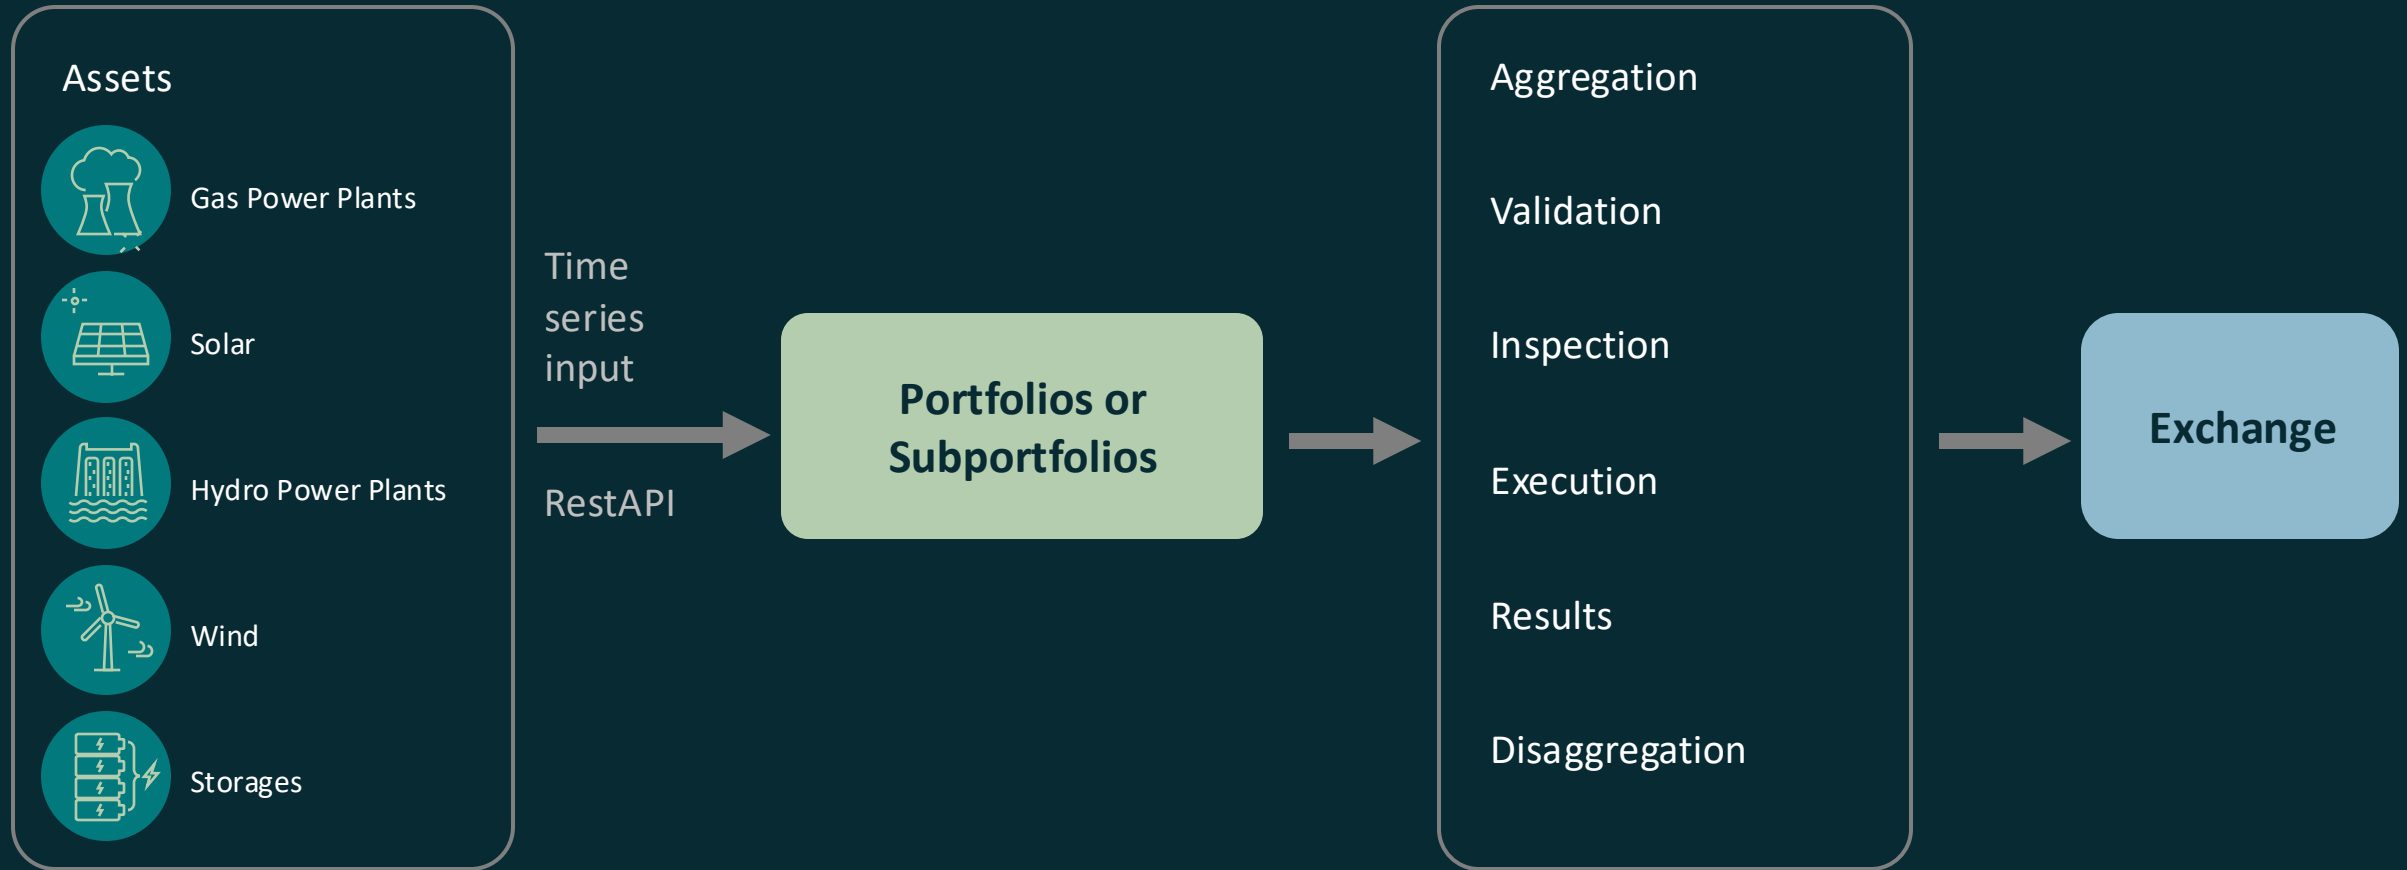 Assets
Gas Power Plants
Solar
Hydro Power Plants
Wind
Storages
Time
series
input
RestAPI
Portfolios or
Subportfolios
Aggregation
Validation
Inspection
Execution
Results
Disaggregation
Exchange